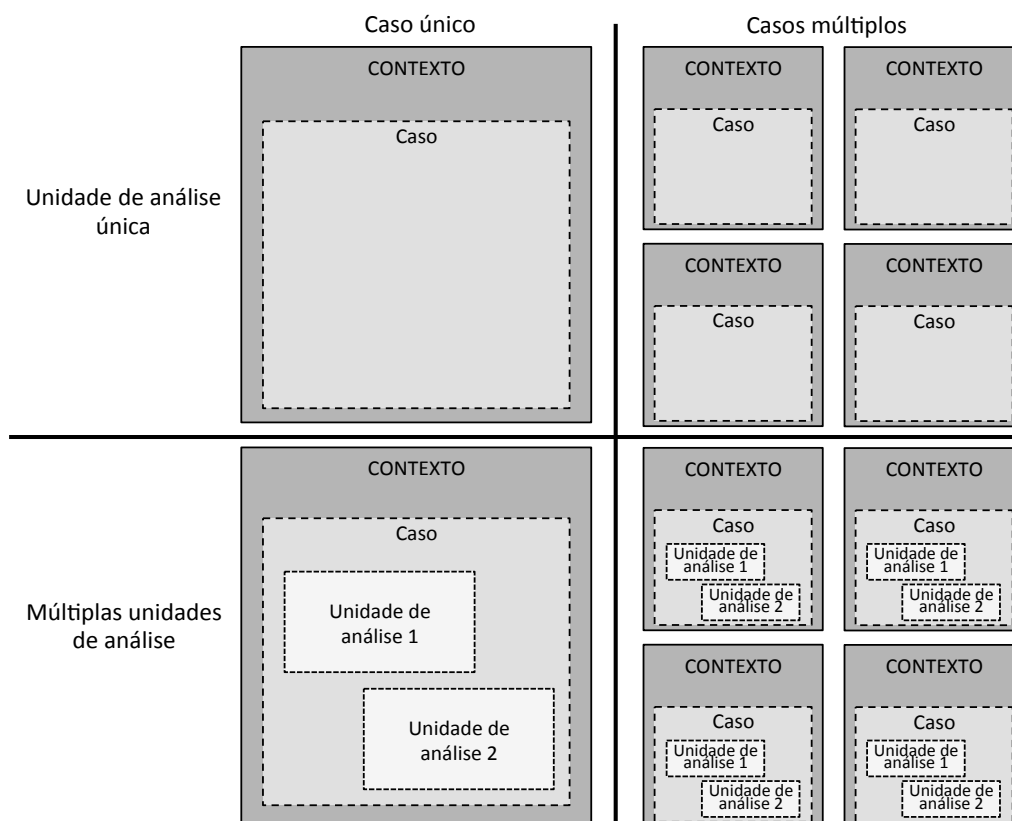 Caso único
Casos múltiplos
CONTEXTO
Caso
Unidade de análise
única
CONTEXTO
CONTEXTO
Caso
Caso
CONTEXTO
CONTEXTO
Caso
Caso
CONTEXTO
Caso
Unidade de
análise 1
Unidade de
análise 2
Múltiplas unidades
de análise
CONTEXTO
CONTEXTO
Caso
Caso
Unidade de
análise 1
Unidade de
análise 1
Unidade de
análise 2
Unidade de
análise 2
CONTEXTO
CONTEXTO
Caso
Caso
Unidade de
análise 1
Unidade de
análise 1
Unidade de
análise 2
Unidade de
análise 2